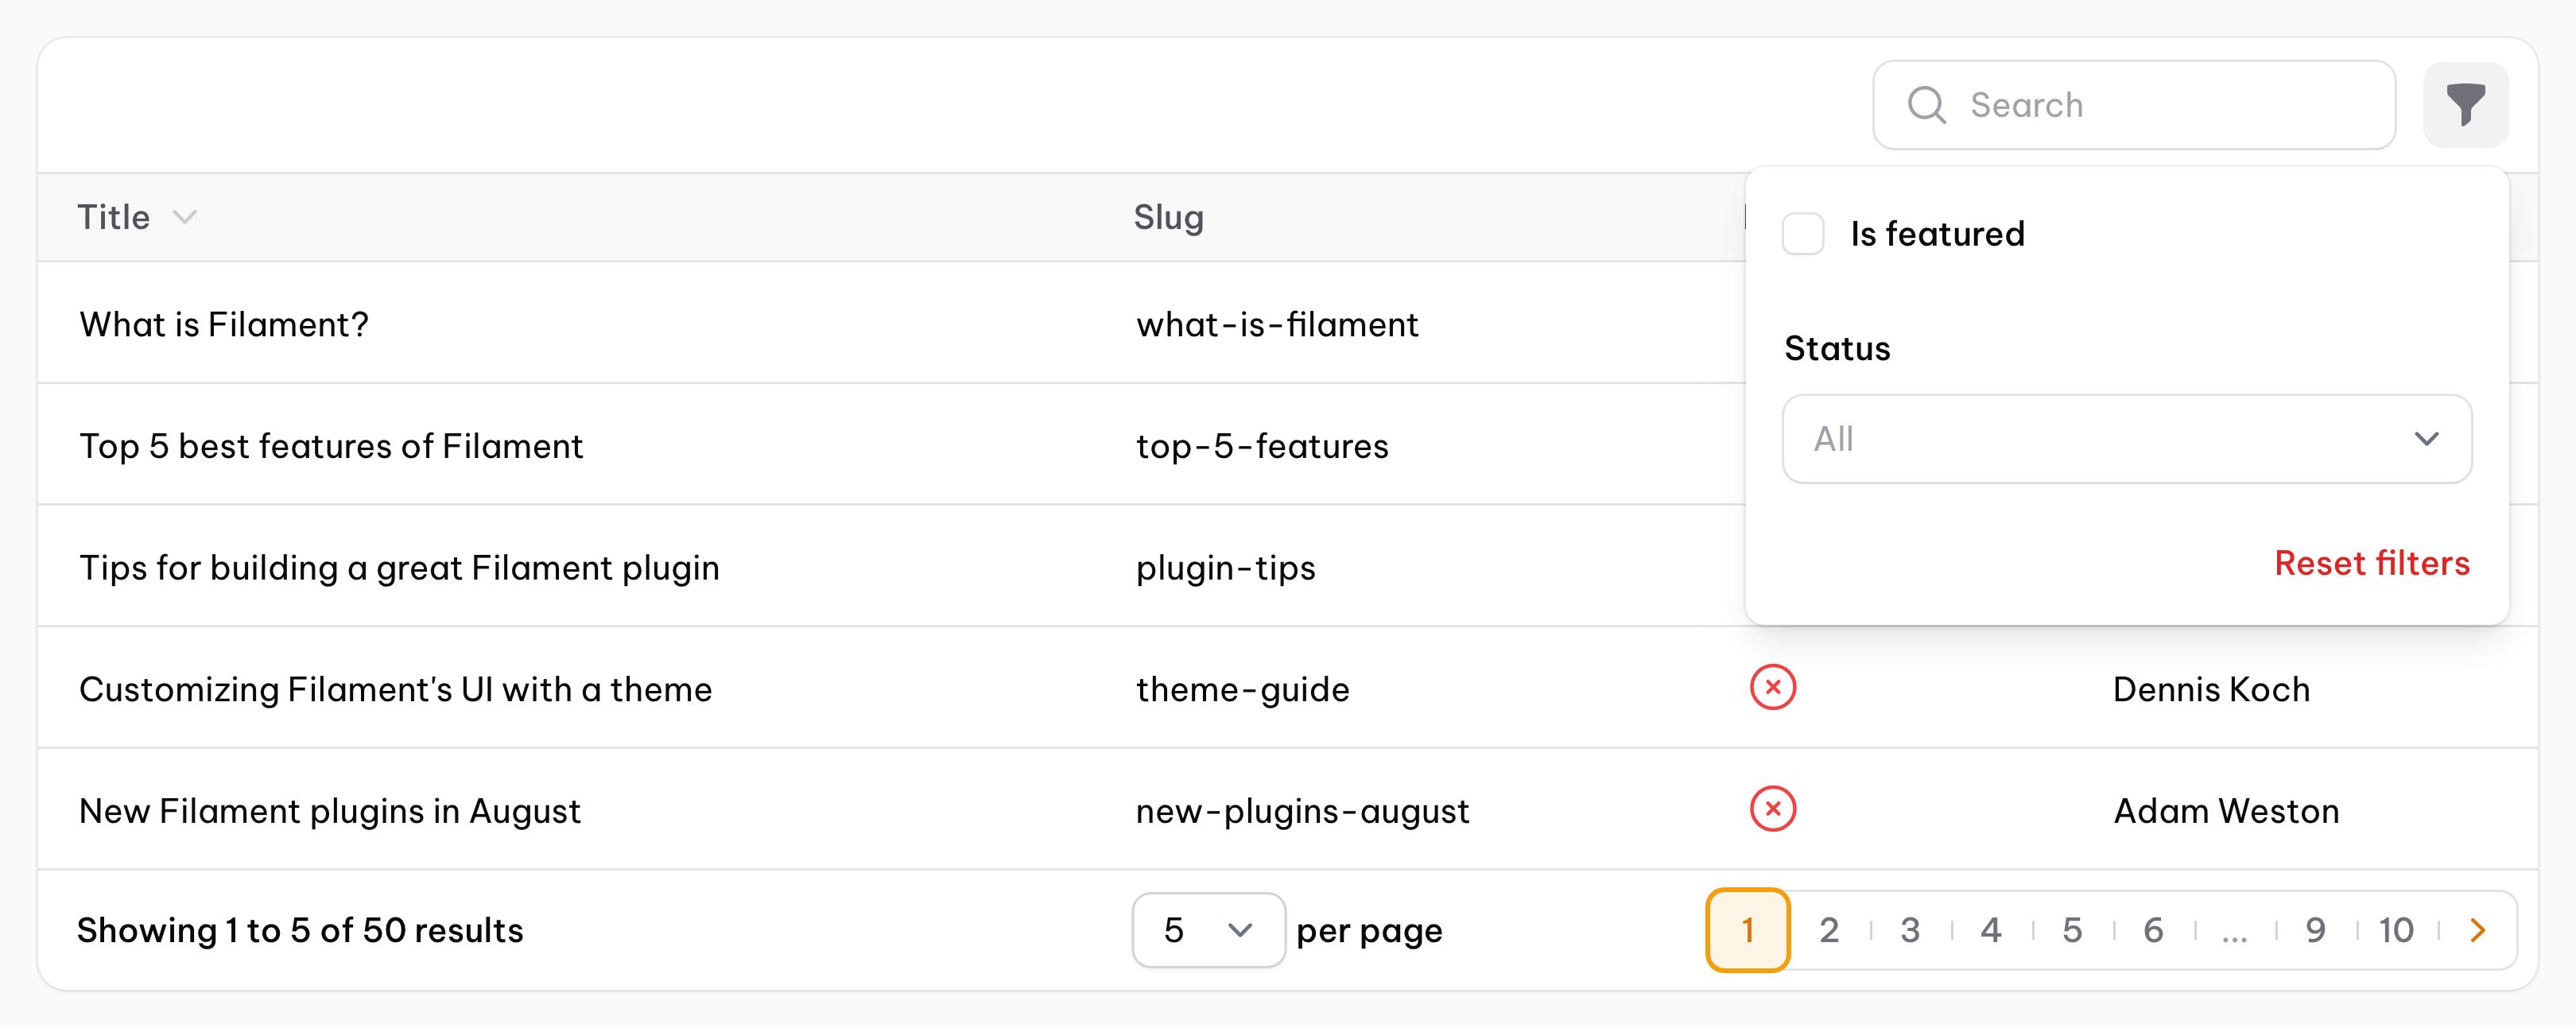 Search
Title
Slug
Is featured
What is Filament?
what-is-filament
Status
Top 5 best features of Filament
top-5-features
All
Tips for building a great Filament plugin
plugin-tips
Reset filters
Customizing Filament's UI with a theme
theme-guide
Dennis Koch
New Filament plugins in August
new-plugins-august
Adam Weston
Showing 1 to 5 of 50 results
5
per page
1 2 3 4 5 6 ... 9 10